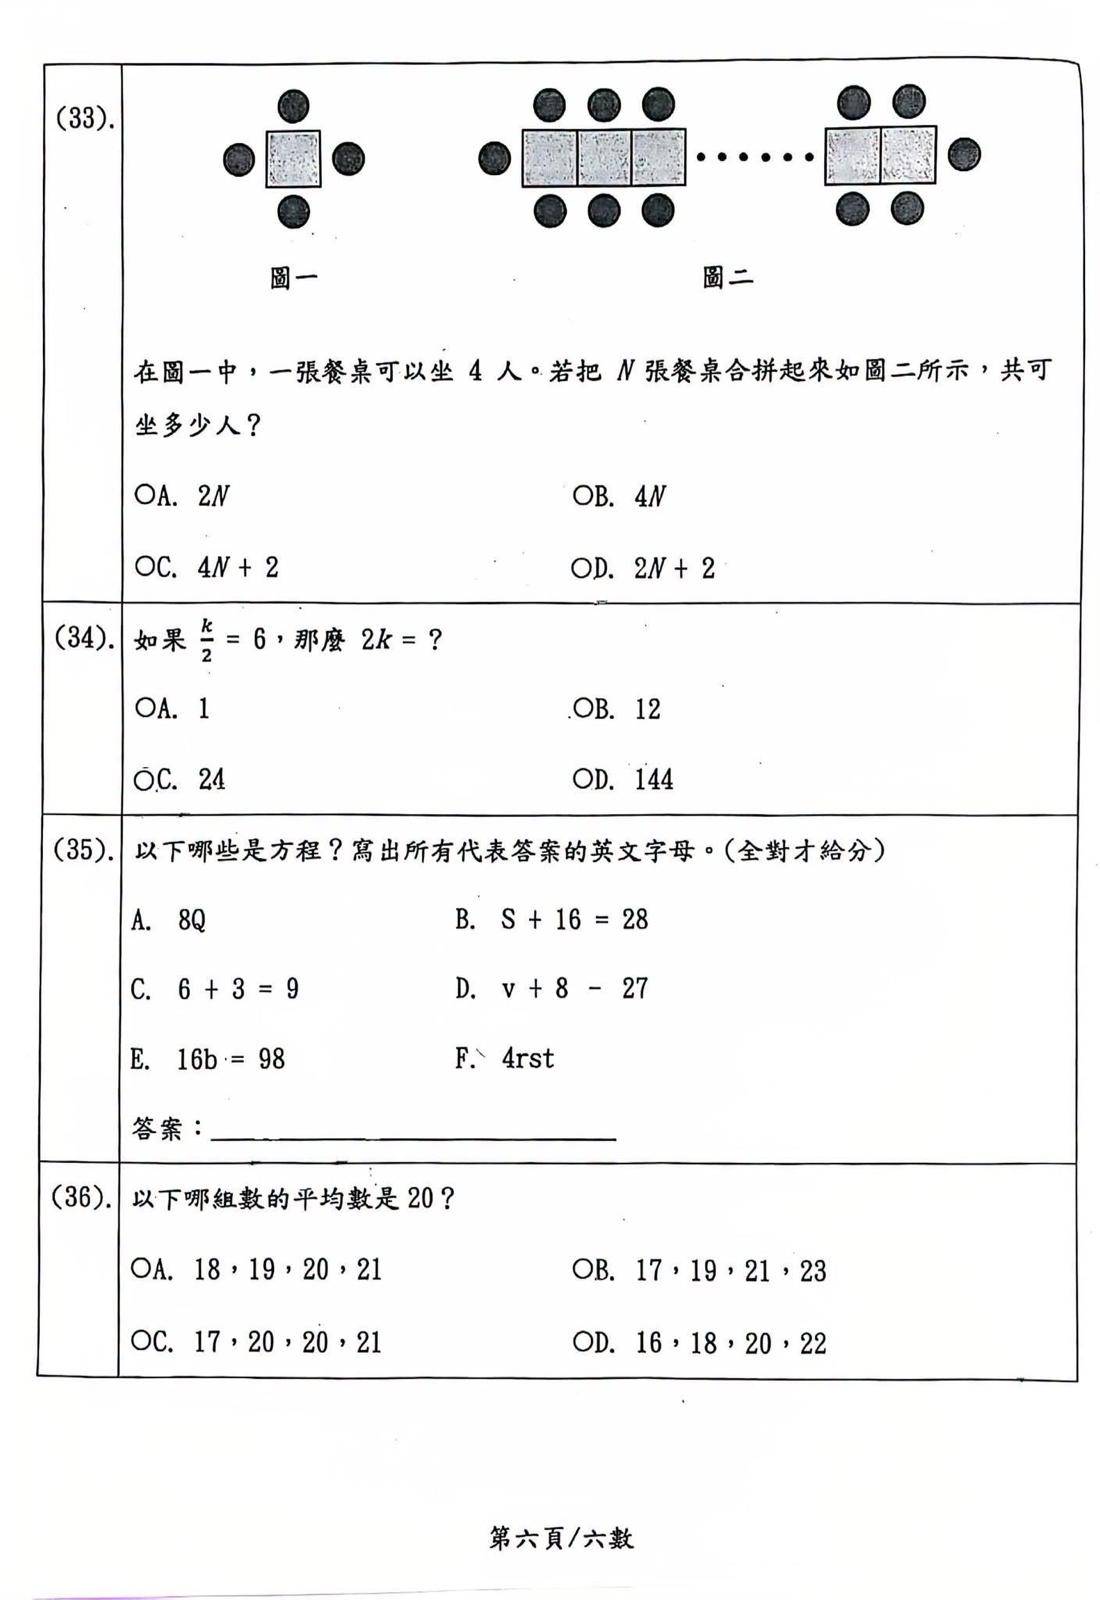 (33).
圖一
圖二
在圖一中，一張餐桌可以坐 4 人。若把 N 張餐桌合拼起來如圖二所示，共可
坐多少人？
○A. 2N
○B. 4N
○C. 4N + 2
○D. 2N + 2
(34). 如果 k/2 = 6，那麼 2k = ？
○A. 1
○B. 12
○C. 24
○D. 144
(35). 以下哪些是方程？寫出所有代表答案的英文字母。（全對才給分）
A. 8Q
B. S + 16 = 28
C. 6 + 3 = 9
D. v + 8 - 27
E. 16b = 98
F. 4rst
答案：
(36). 以下哪組數的平均數是 20？
○A. 18，19，20，21
○B. 17，19，21，23
○C. 17，20，20，21
○D. 16，18，20，22
第六頁/六數